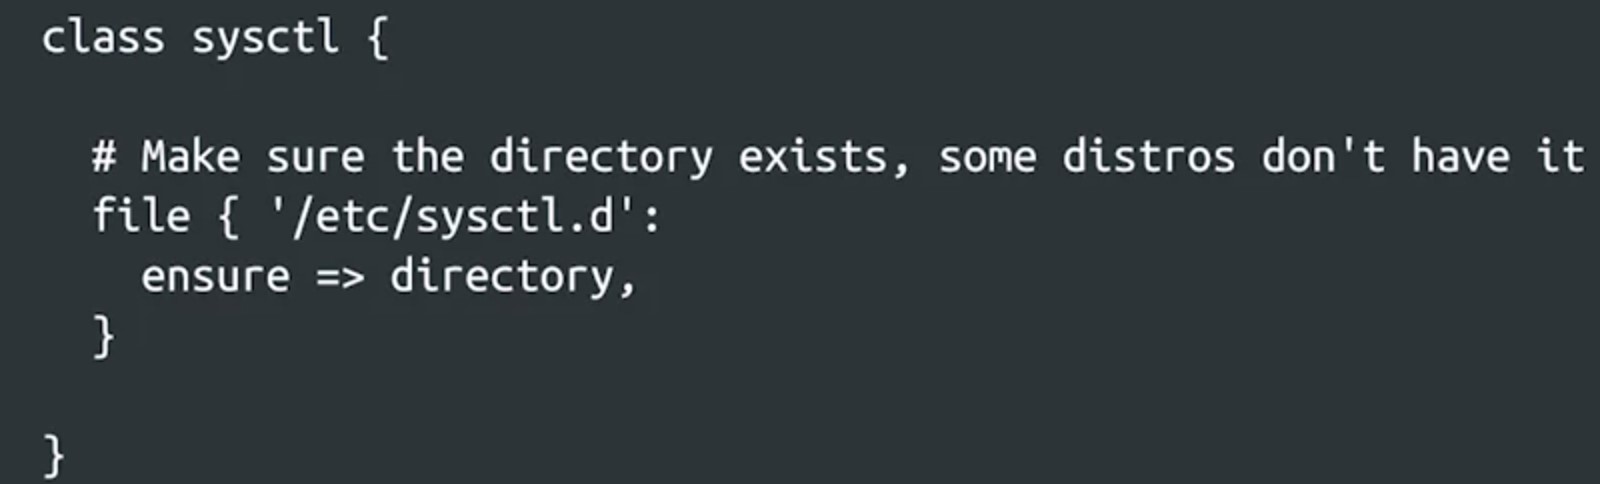 class sysctl {
# Make sure the directory exists, some distros don't have it
file { '/etc/sysctl.d':
ensure => directory,
}
}